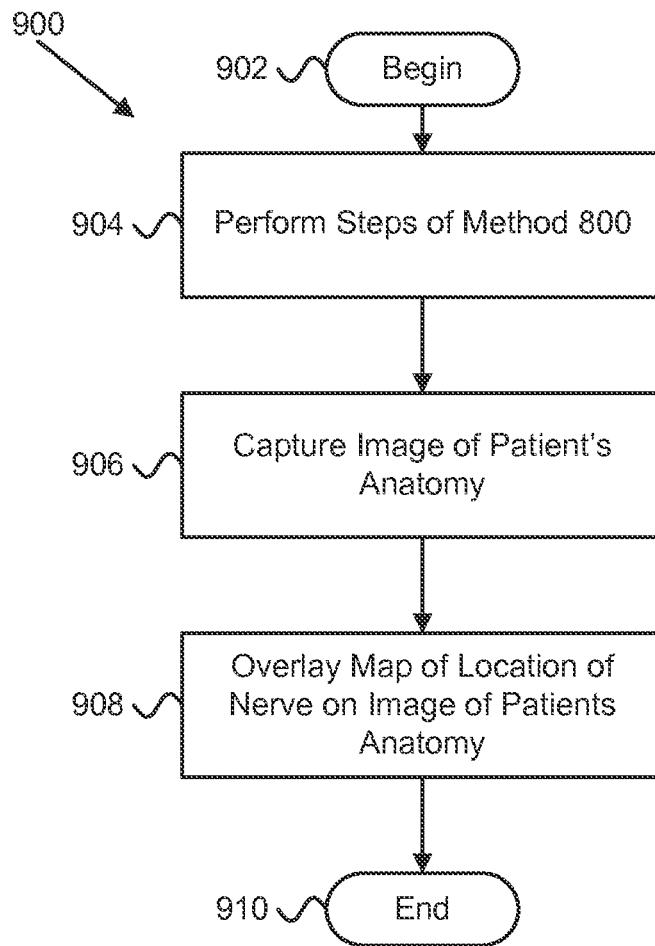 900
902
Begin
904
Perform Steps of Method 800
906
Capture Image of Patient's
Anatomy
908
Overlay Map of Location of
Nerve on Image of Patients
Anatomy
910
End